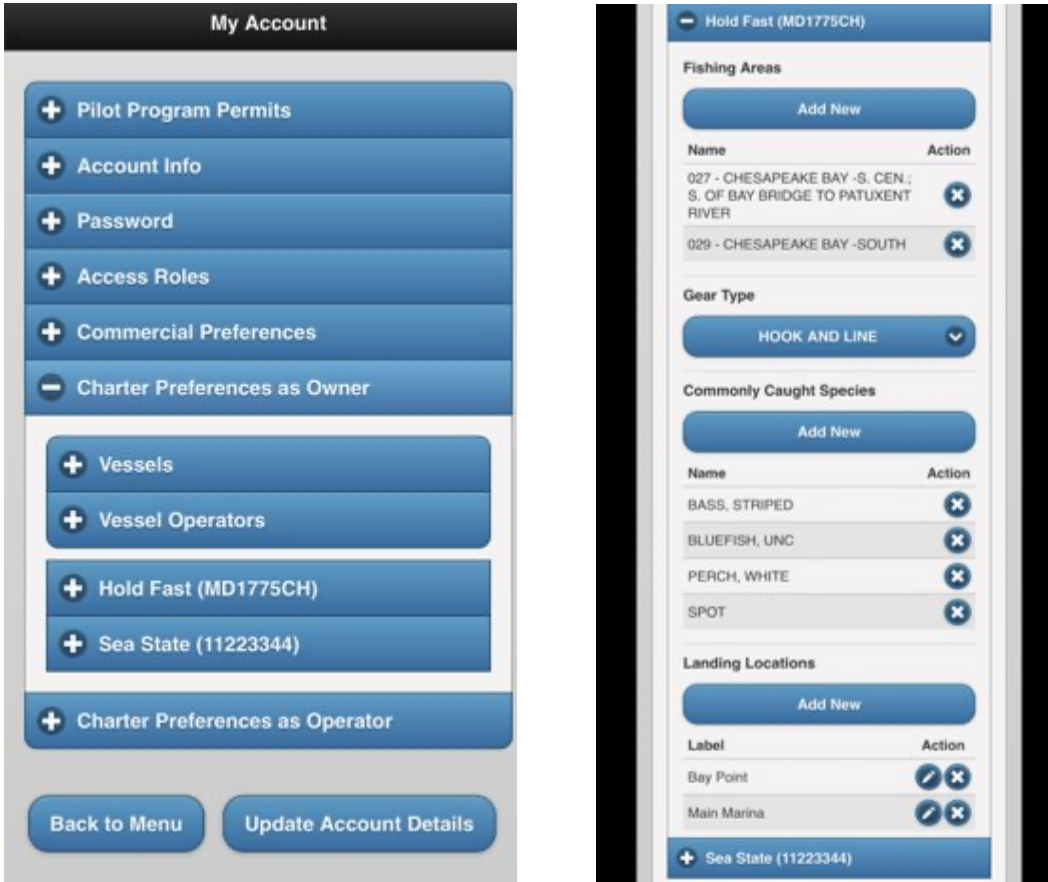 My Account
Pilot Program Permits
Account Info
Password
Access Roles
Commercial Preferences
Charter Preferences as Owner
Vessels
Vessel Operators
Hold Fast (MD1775CH)
Sea State (11223344)
Charter Preferences as Operator
Back to Menu
Update Account Details
Hold Fast (MD1775CH)
Fishing Areas
Add New
Name Action
027 - CHESAPEAKE BAY -S. CEN.;
S. OF BAY BRIDGE TO PATUXENT
RIVER
029 - CHESAPEAKE BAY -SOUTH
Gear Type
HOOK AND LINE
Commonly Caught Species
Add New
Name Action
BASS, STRIPED
BLUEFISH, UNC
PERCH, WHITE
SPOT
Landing Locations
Add New
Label Action
Bay Point
Main Marina
Sea State (11223344)